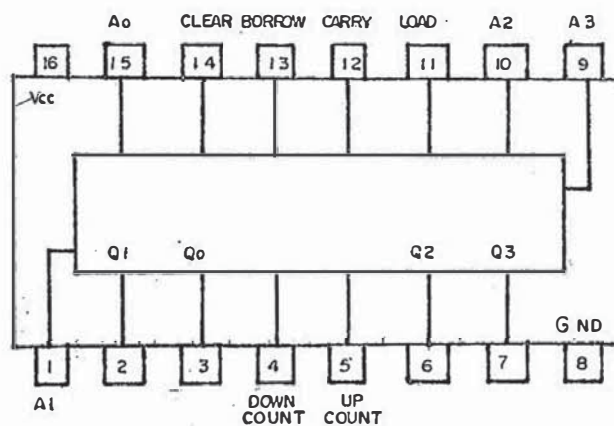 A0 CLEAR BORROW CARRY LOAD A2 A3
16 15 14 13 12 11 10 9
Vcc
Q1 Q0 Q2 Q3
GND
1 2 3 4 5 6 7 8
A1 DOWN UP
COUNT COUNT